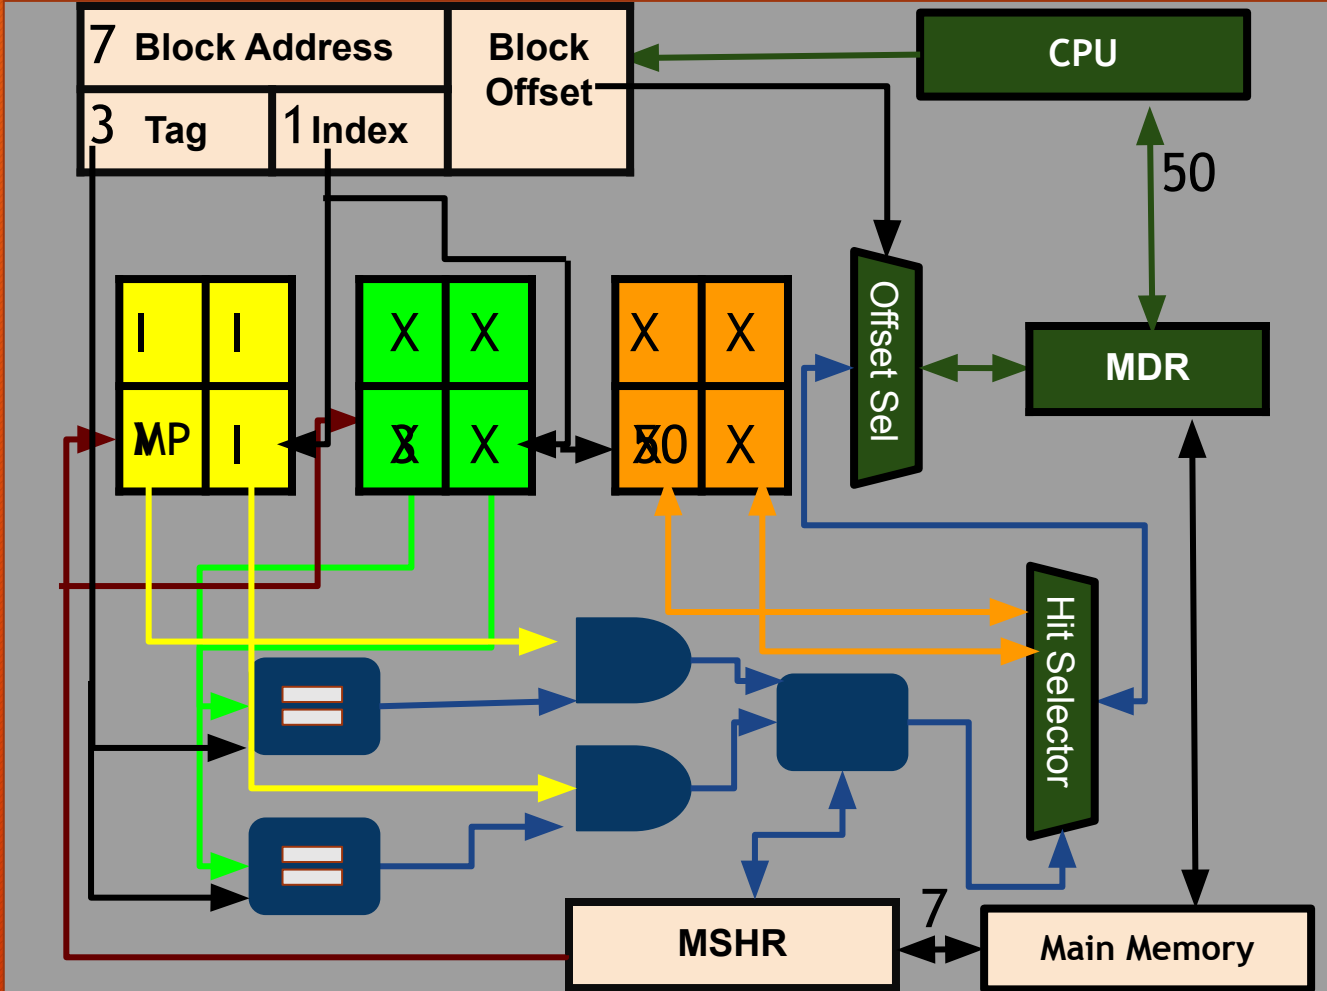 7 Block Address
Block
Offset
CPU
3 Tag
1 Index
50
I I
X X
X X
Offset Sel
MDR
MP I
X
X
Hit Selector
MSHR
7
Main Memory